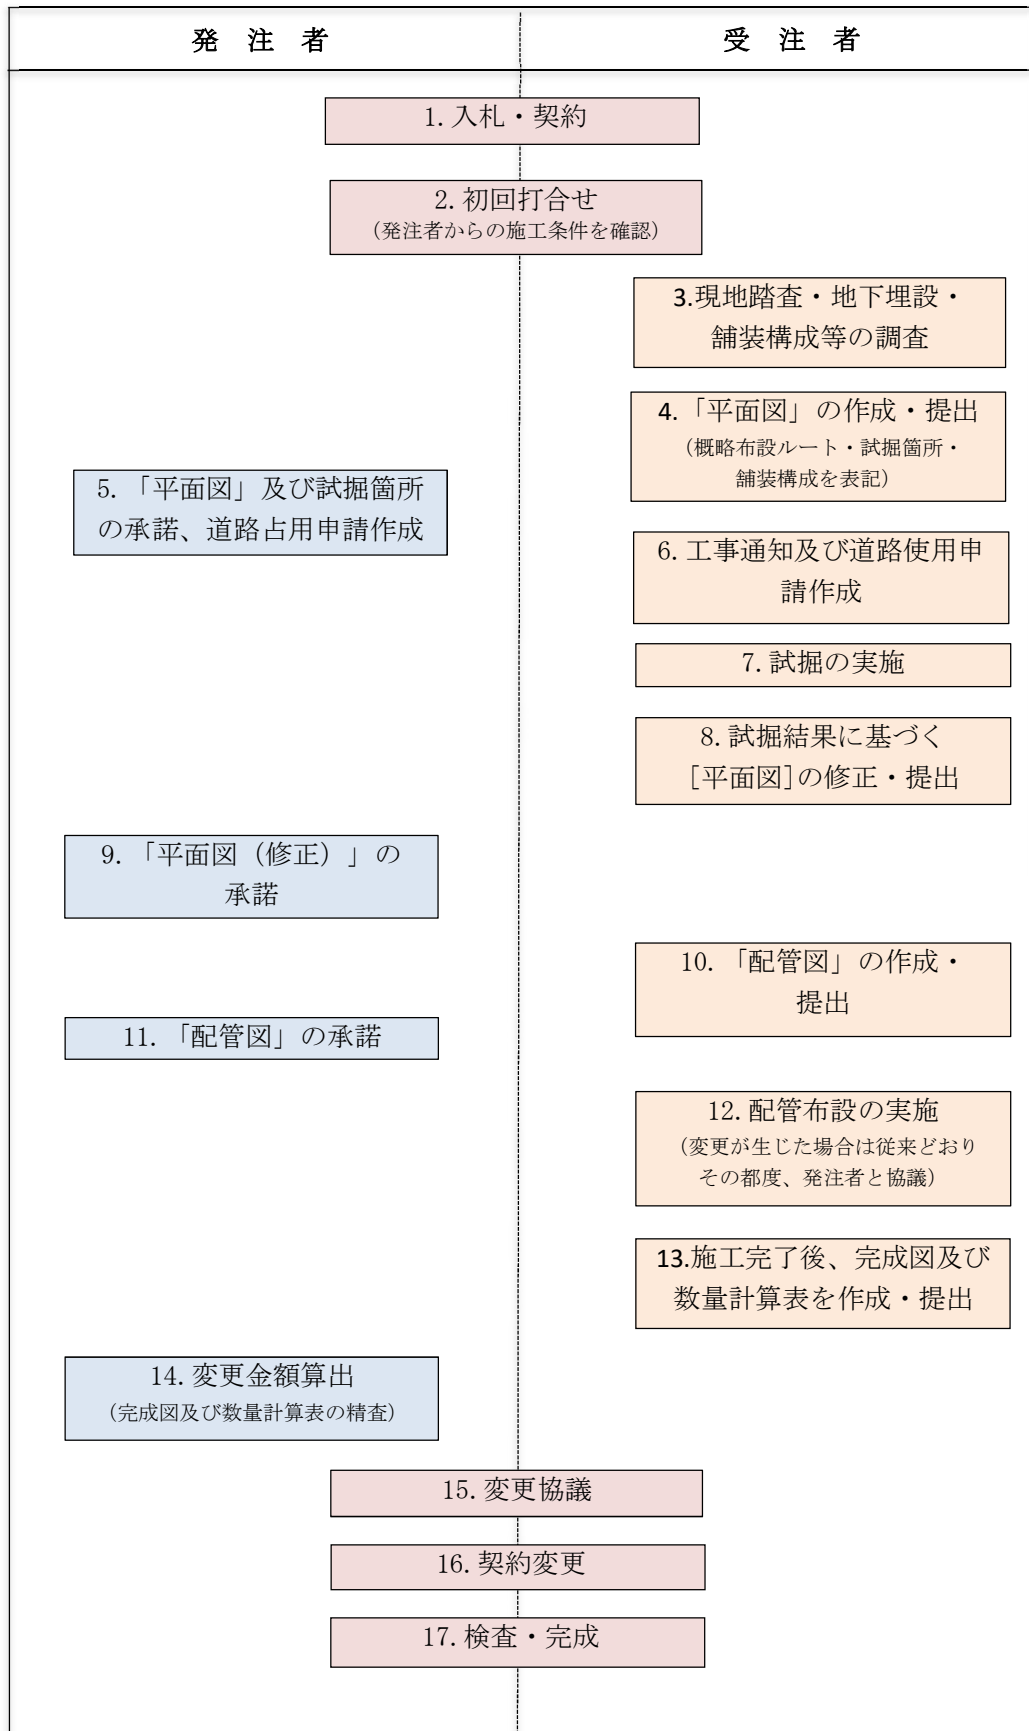 発 注 者
受 注 者
1. 入札・契約
2. 初回打合せ
（発注者からの施工条件を確認）
3.現地踏査・地下埋設・
舗装構成等の調査
4. 「平面図」の作成・提出
（概略布設ルート・試掘箇所・
舗装構成を表記）
5. 「平面図」及び試掘箇所
の承諾、道路占用申請作成
6. 工事通知及び道路使用申
請作成
7. 試掘の実施
8. 試掘結果に基づく
[平面図]の修正・提出
9. 「平面図（修正）」の
承諾
10. 「配管図」の作成・
提出
11. 「配管図」の承諾
12. 配管布設の実施
（変更が生じた場合は従来どおり
その都度、発注者と協議）
13.施工完了後、完成図及び
数量計算表を作成・提出
14. 変更金額算出
（完成図及び数量計算表の精査）
15. 変更協議
16. 契約変更
17. 検査・完成